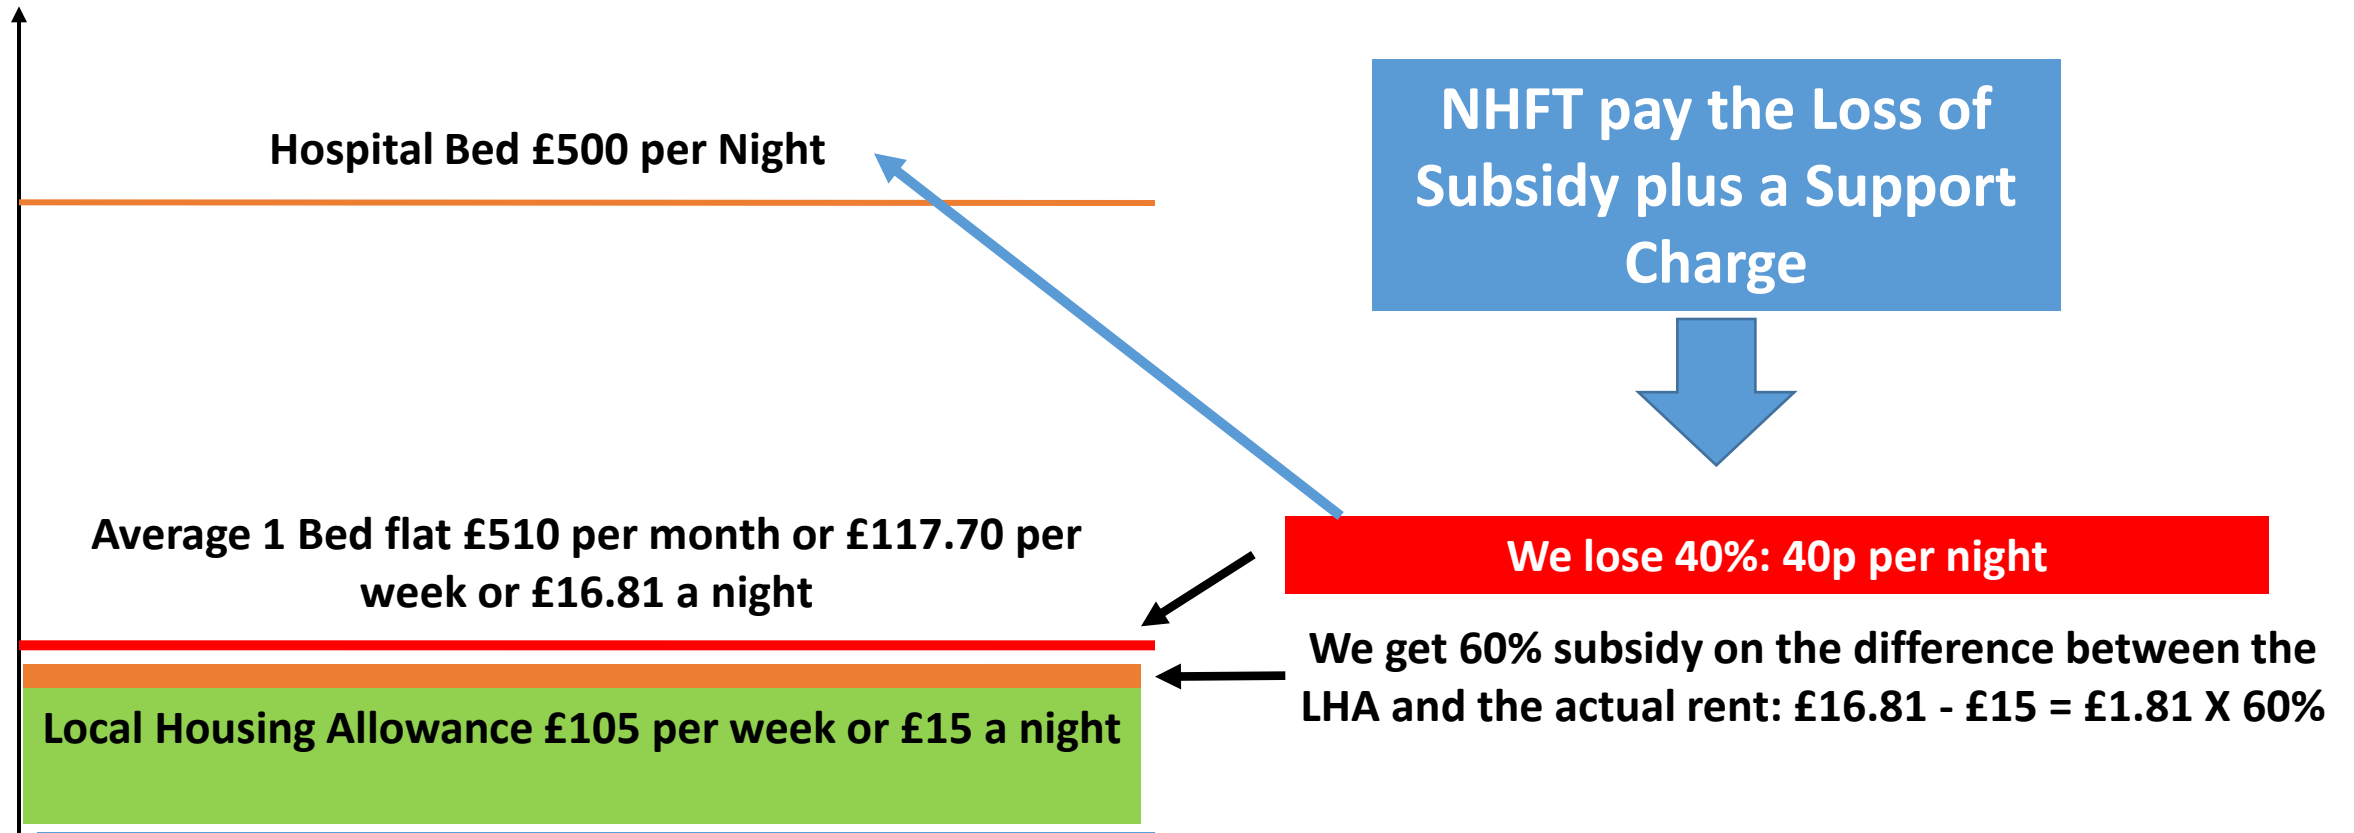 Hospital Bed £500 per Night
NHFT pay the Loss of
Subsidy plus a Support
Charge
Average 1 Bed flat £510 per month or £117.70 per
week or £16.81 a night
We lose 40%: 40p per night
We get 60% subsidy on the difference between the
LHA and the actual rent: £16.81 - £15 = £1.81 X 60%
Local Housing Allowance £105 per week or £15 a night